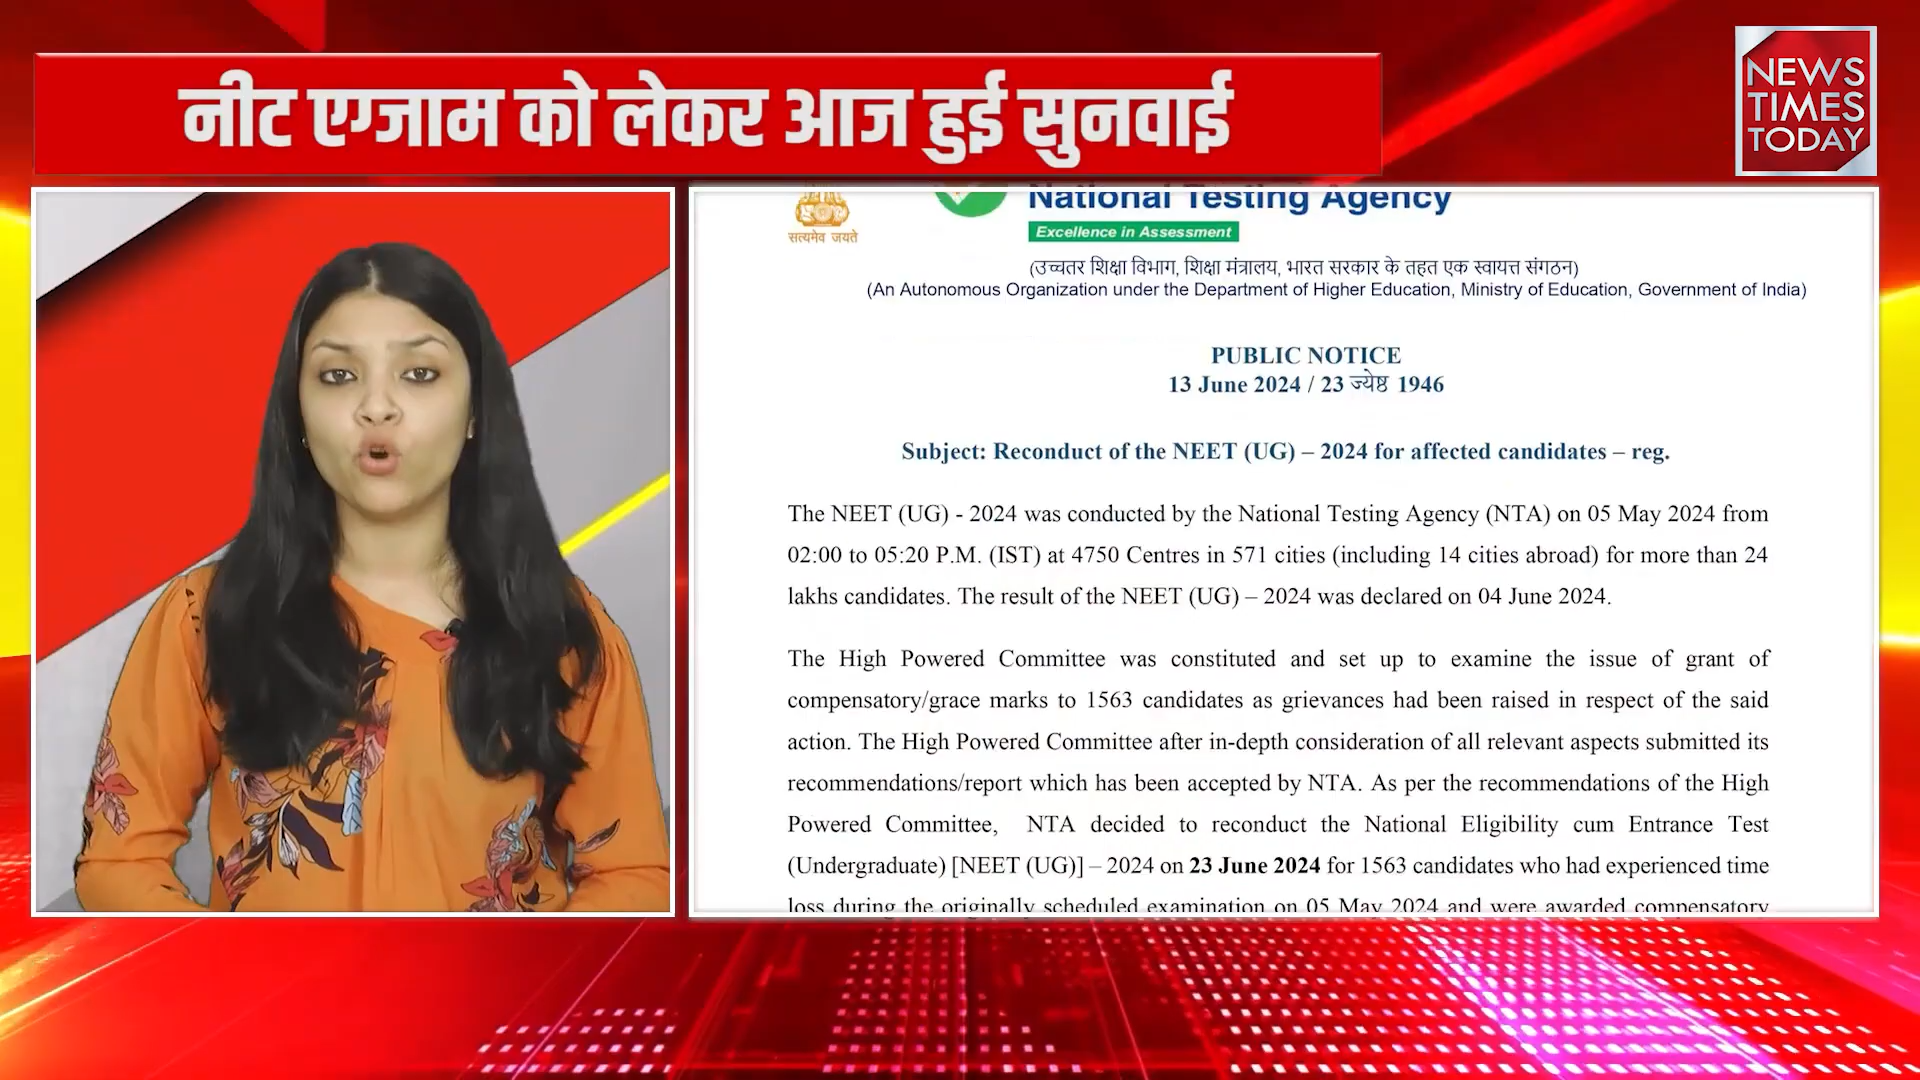 नीट एग्जाम को लेकर आज हुई सुनवाई
NEWS
TIMES
TODAY
सत्यमेव जयते
National Testing Agency
Excellence in Assessment
(उच्चतर शिक्षा विभाग, शिक्षा मंत्रालय, भारत सरकार के तहत एक स्वायत्त संगठन)
(An Autonomous Organization under the Department of Higher Education, Ministry of Education, Government of India)
PUBLIC NOTICE
13 June 2024 / 23 ज्येष्ठ 1946
Subject: Reconduct of the NEET (UG) – 2024 for affected candidates – reg.
The NEET (UG) - 2024 was conducted by the National Testing Agency (NTA) on 05 May 2024 from
02:00 to 05:20 P.M. (IST) at 4750 Centres in 571 cities (including 14 cities abroad) for more than 24
lakhs candidates. The result of the NEET (UG) – 2024 was declared on 04 June 2024.
The High Powered Committee was constituted and set up to examine the issue of grant of
compensatory/grace marks to 1563 candidates as grievances had been raised in respect of the said
action. The High Powered Committee after in-depth consideration of all relevant aspects submitted its
recommendations/report which has been accepted by NTA. As per the recommendations of the High
Powered Committee, NTA decided to reconduct the National Eligibility cum Entrance Test
(Undergraduate) [NEET (UG)] – 2024 on 23 June 2024 for 1563 candidates who had experienced time
loss during the originally scheduled examination on 05 May 2024 and were awarded compensatory